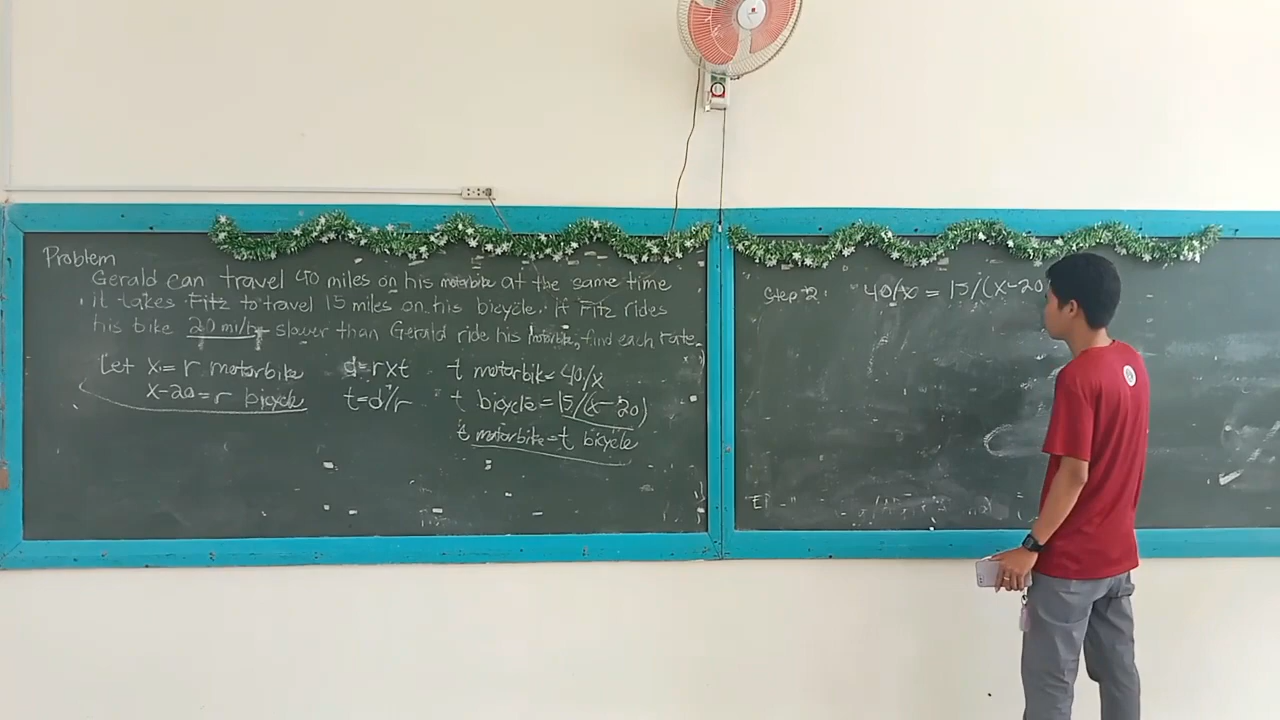 Problem
Gerald can travel 40 miles on his motorbike at the same time
it takes Fitz to travel 15 miles on his bicycle. if Fitz rides
his bike 20 mi/hr slower than Gerald ride his motorbike, find each rate.
Let x = r motorbike
x-20 = r bicycle
d=rxt
t=d/r
t motorbik= 40/x
t bicycle = 15/(x-20)
t motorbike = t bicycle
Step 2: 40/x = 15/(x-20